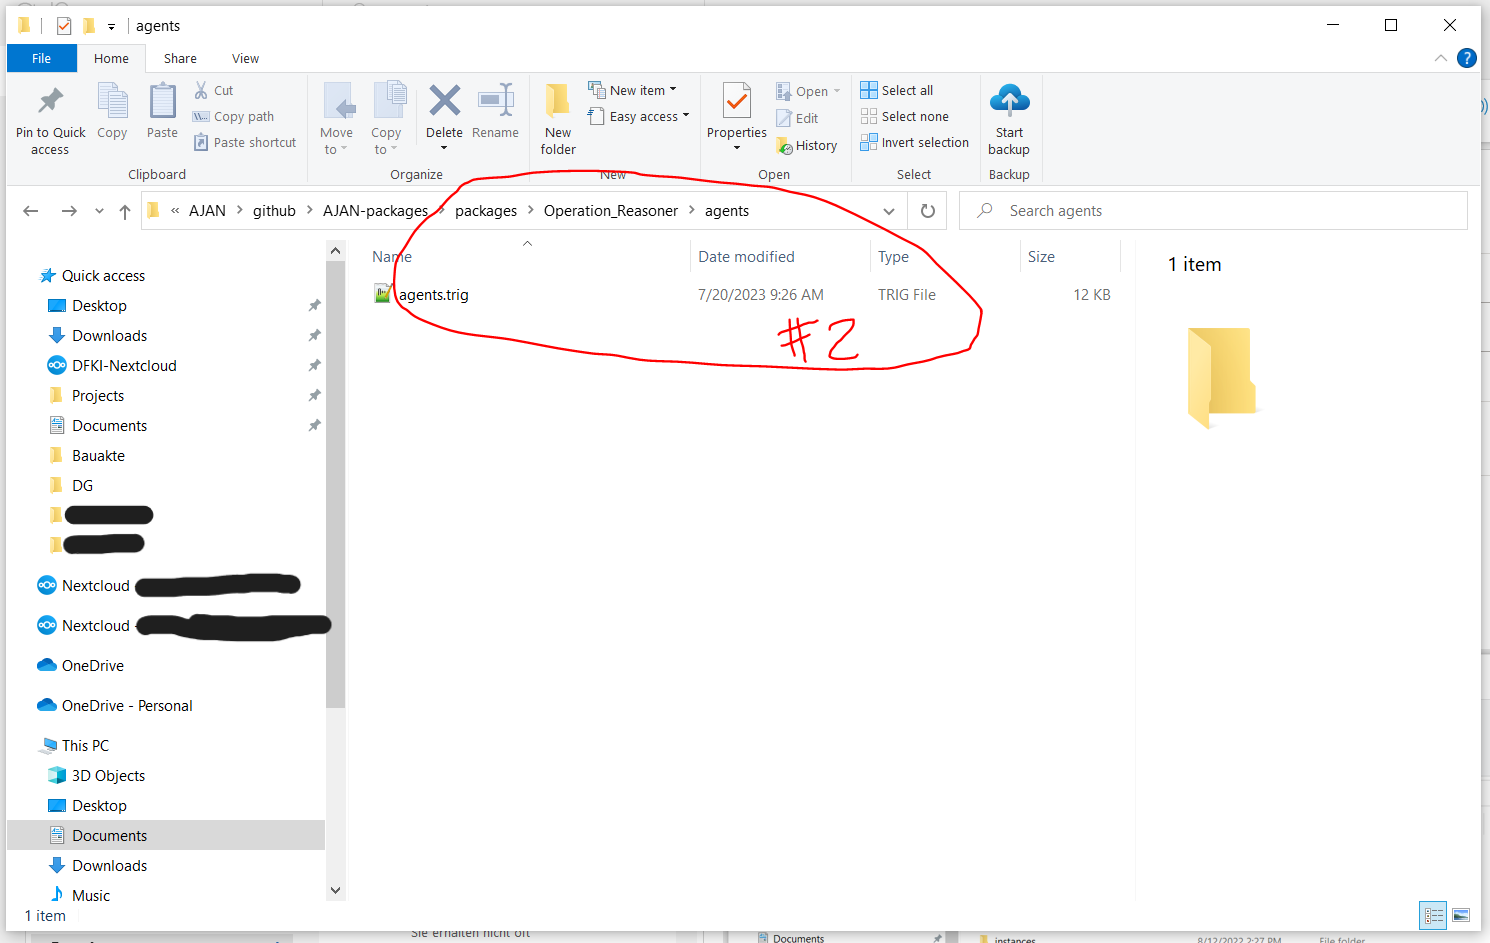 agents
File Home Share View
Pin to Quick access
Copy
Paste
Cut
Copy path
Paste shortcut
Clipboard
Move to
Copy to
Delete
Rename
Organize
New folder
New item
Easy access
New
Properties
Open
Edit
History
Open
Select all
Select none
Invert selection
Select
Start backup
Backup
« AJAN > github > AJAN-packages > packages > Operation_Reasoner > agents
Search agents
Quick access
Desktop
Downloads
DFKI-Nextcloud
Projects
Documents
Bauakte
DG
Nextcloud
Nextcloud
OneDrive
OneDrive - Personal
This PC
3D Objects
Desktop
Documents
Downloads
Music
Name Date modified Type Size
agents.trig 7/20/2023 9:26 AM TRIG File 12 KB
#2
1 item
1 item
Sie erhalten nicht oft
Documents
instances 8/12/2022 2:27 PM File folder